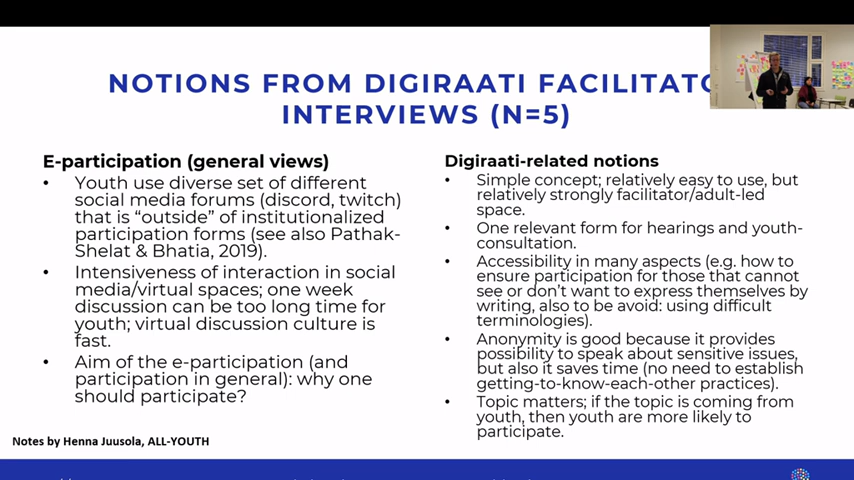 NOTIONS FROM DIGIRAATI
INTERVIEWS (N=5)
E-participation (general views)
• Youth use diverse set of different
social media forums (discord, twitch)
that is “outside” of institutionalized
participation forms (see also Pathak-
Shelat & Bhatia, 2019).
• Intensiveness of interaction in social
media/virtual spaces; one week
discussion can be too long time for
youth; virtual discussion culture is
fast.
• Aim of the e-participation (and
participation in general): why one
should participate?
Notes by Henna Juusola, ALL-YOUTH
Digiraati-related notions
• Simple concept; relatively easy to use, but
relatively strongly facilitator/adult-led
space.
• One relevant form for hearings and youth-
consultation.
• Accessibility in many aspects (e.g. how to
ensure participation for those that cannot
see or don’t want to express themselves by
writing, also to be avoid: using difficult
terminologies).
• Anonymity is good because it provides
possibility to speak about sensitive issues,
but also it saves time (no need to establish
getting-to-know-each-other practices).
• Topic matters; if the topic is coming from
youth, then youth are more likely to
participate.